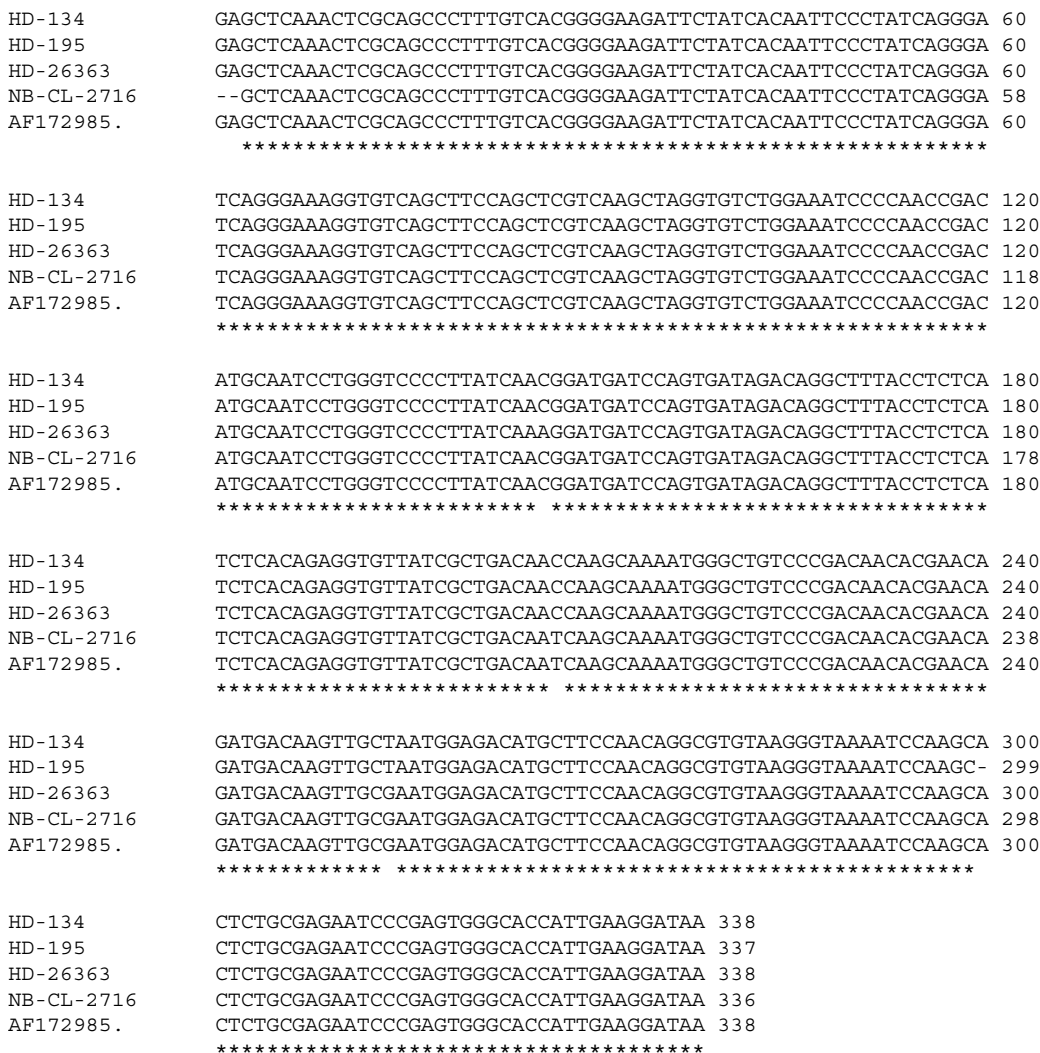 HD-134 GAGCTCAAACTCGCAGCCCTTTGTCACGGGGAAGATTCTATCACAATTCCCTATCAGGGA 60
HD-195 GAGCTCAAACTCGCAGCCCTTTGTCACGGGGAAGATTCTATCACAATTCCCTATCAGGGA 60
HD-26363 GAGCTCAAACTCGCAGCCCTTTGTCACGGGGAAGATTCTATCACAATTCCCTATCAGGGA 60
NB-CL-2716 --GCTCAAACTCGCAGCCCTTTGTCACGGGGAAGATTCTATCACAATTCCCTATCAGGGA 58
AF172985. GAGCTCAAACTCGCAGCCCTTTGTCACGGGGAAGATTCTATCACAATTCCCTATCAGGGA 60
**********************************************************
HD-134 TCAGGGAAAGGTGTCAGCTTCCAGCTCGTCAAGCTAGGTGTCTGGAAATCCCCAACCGAC 120
HD-195 TCAGGGAAAGGTGTCAGCTTCCAGCTCGTCAAGCTAGGTGTCTGGAAATCCCCAACCGAC 120
HD-26363 TCAGGGAAAGGTGTCAGCTTCCAGCTCGTCAAGCTAGGTGTCTGGAAATCCCCAACCGAC 120
NB-CL-2716 TCAGGGAAAGGTGTCAGCTTCCAGCTCGTCAAGCTAGGTGTCTGGAAATCCCCAACCGAC 118
AF172985. TCAGGGAAAGGTGTCAGCTTCCAGCTCGTCAAGCTAGGTGTCTGGAAATCCCCAACCGAC 120
************************************************************
HD-134 ATGCAATCCTGGGTCCCCTTATCAACGGATGATCCAGTGATAGACAGGCTTTACCTCTCA 180
HD-195 ATGCAATCCTGGGTCCCCTTATCAACGGATGATCCAGTGATAGACAGGCTTTACCTCTCA 180
HD-26363 ATGCAATCCTGGGTCCCCTTATCAAAGGATGATCCAGTGATAGACAGGCTTTACCTCTCA 180
NB-CL-2716 ATGCAATCCTGGGTCCCCTTATCAACGGATGATCCAGTGATAGACAGGCTTTACCTCTCA 178
AF172985. ATGCAATCCTGGGTCCCCTTATCAACGGATGATCCAGTGATAGACAGGCTTTACCTCTCA 180
************************* **********************************
HD-134 TCTCACAGAGGTGTTATCGCTGACAACCAAGCAAAATGGGCTGTCCCGACAACACGAACA 240
HD-195 TCTCACAGAGGTGTTATCGCTGACAACCAAGCAAAATGGGCTGTCCCGACAACACGAACA 240
HD-26363 TCTCACAGAGGTGTTATCGCTGACAACCAAGCAAAATGGGCTGTCCCGACAACACGAACA 240
NB-CL-2716 TCTCACAGAGGTGTTATCGCTGACAATCAAGCAAAATGGGCTGTCCCGACAACACGAACA 238
AF172985. TCTCACAGAGGTGTTATCGCTGACAATCAAGCAAAATGGGCTGTCCCGACAACACGAACA 240
************************** *********************************
HD-134 GATGACAAGTTGCTAATGGAGACATGCTTCCAACAGGCGTGTAAGGGTAAAATCCAAGCA 300
HD-195 GATGACAAGTTGCTAATGGAGACATGCTTCCAACAGGCGTGTAAGGGTAAAATCCAAGC- 299
HD-26363 GATGACAAGTTGCGAATGGAGACATGCTTCCAACAGGCGTGTAAGGGTAAAATCCAAGCA 300
NB-CL-2716 GATGACAAGTTGCGAATGGAGACATGCTTCCAACAGGCGTGTAAGGGTAAAATCCAAGCA 298
AF172985. GATGACAAGTTGCGAATGGAGACATGCTTCCAACAGGCGTGTAAGGGTAAAATCCAAGCA 300
************* *********************************************
HD-134 CTCTGCGAGAATCCCGAGTGGGCACCATTGAAGGATAA 338
HD-195 CTCTGCGAGAATCCCGAGTGGGCACCATTGAAGGATAA 337
HD-26363 CTCTGCGAGAATCCCGAGTGGGCACCATTGAAGGATAA 338
NB-CL-2716 CTCTGCGAGAATCCCGAGTGGGCACCATTGAAGGATAA 336
AF172985. CTCTGCGAGAATCCCGAGTGGGCACCATTGAAGGATAA 338
**************************************